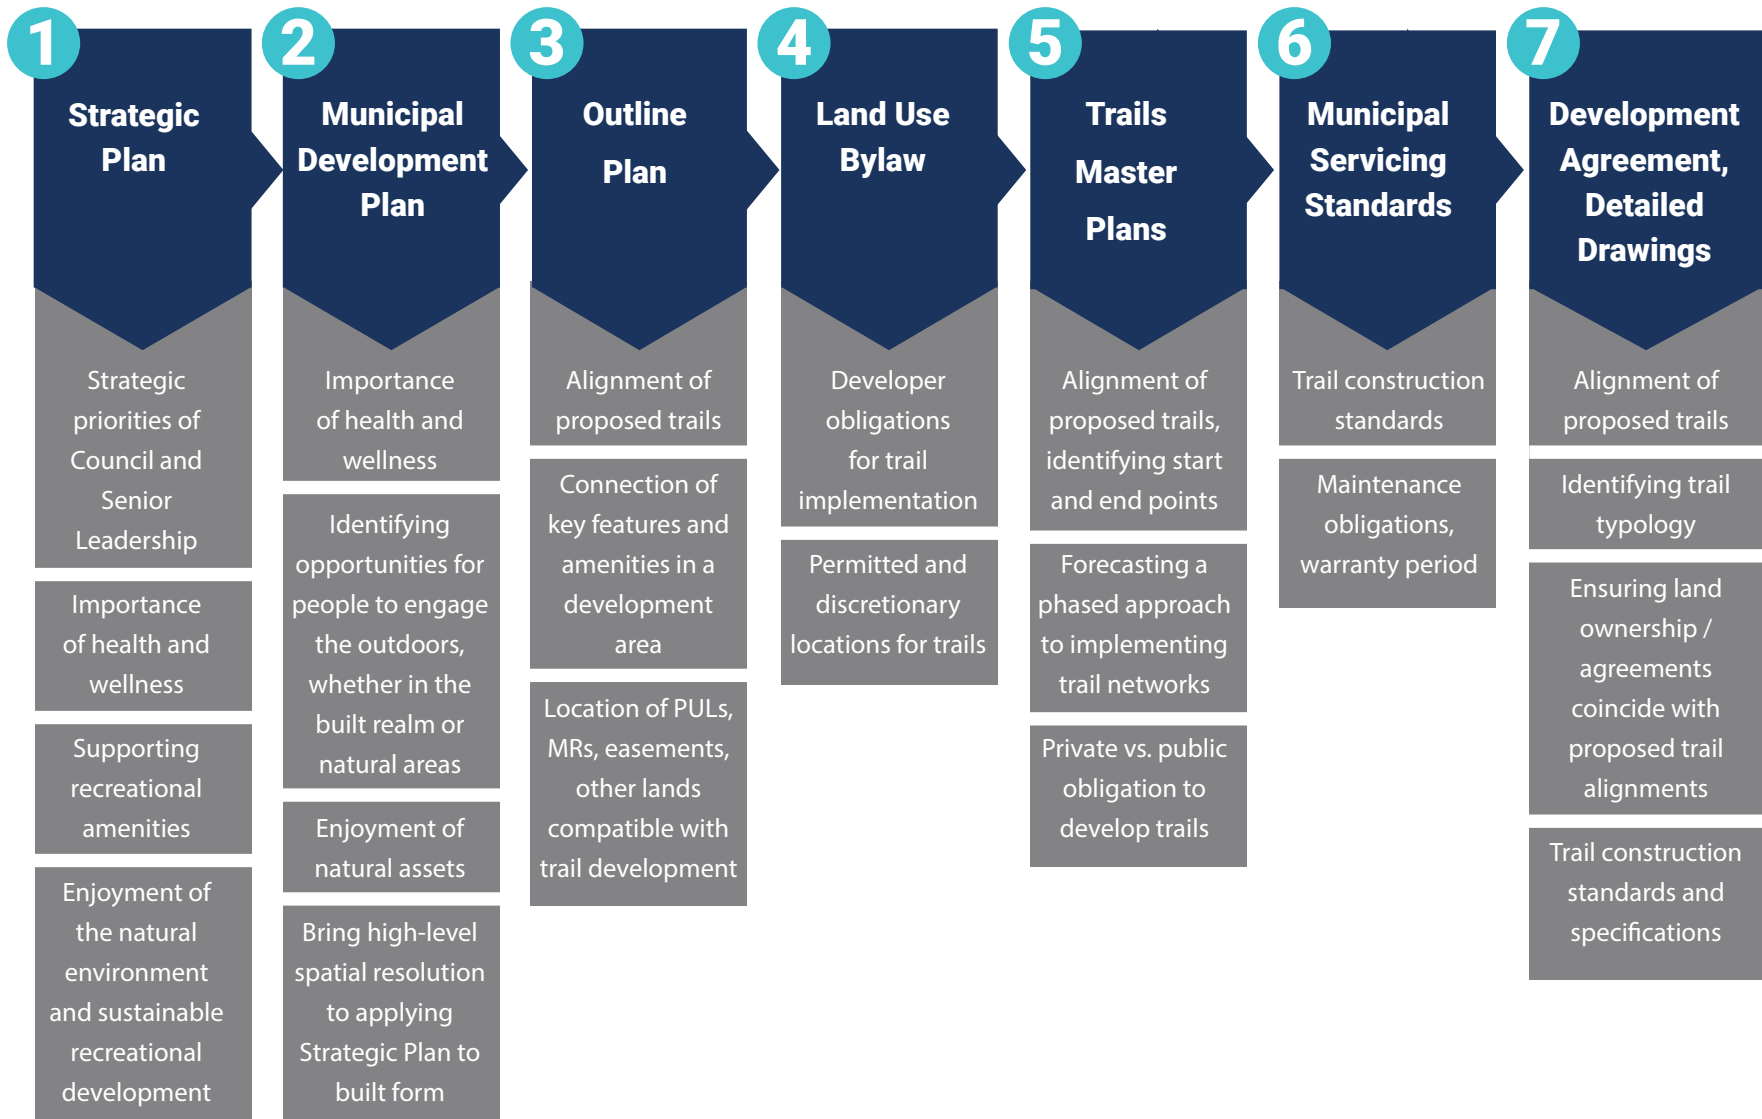 1
Strategic
Plan
Strategic
priorities of
Council and
Senior
Leadership
Importance
of health and
wellness
Supporting
recreational
amenities
Enjoyment of
the natural
environment
and sustainable
recreational
development
2
Municipal
Development
Plan
Importance
of health and
wellness
Identifying
opportunities for
people to engage
the outdoors,
whether in the
built realm or
natural areas
Enjoyment of
natural assets
Bring high-level
spatial resolution
to applying
Strategic Plan to
built form
3
Outline
Plan
Alignment of
proposed trails
Connection of
key features and
amenities in a
development
area
Location of PULs,
MRs, easements,
other lands
compatible with
trail development
4
Land Use
Bylaw
Developer
obligations
for trail
implementation
Permitted and
discretionary
locations for trails
5
Trails
Master
Plans
Alignment of
proposed trails,
identifying start
and end points
Forecasting a
phased approach
to implementing
trail networks
Private vs. public
obligation to
develop trails
6
Municipal
Servicing
Standards
Trail construction
standards
Maintenance
obligations,
warranty period
7
Development
Agreement,
Detailed
Drawings
Alignment of
proposed trails
Identifying trail
typology
Ensuring land
ownership /
agreements
coincide with
proposed trail
alignments
Trail construction
standards and
specifications